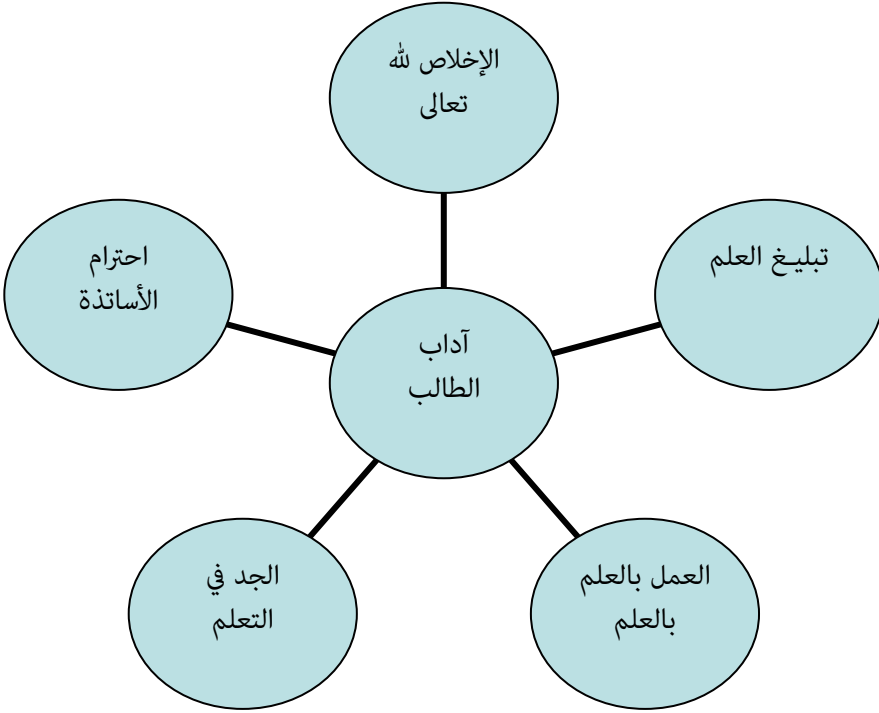 الإخلاص لله
تعالى
تبليغ العلم
احترام
الأساتذة
آداب
الطالب
العمل بالعلم
بالعلم
الجد في
التعلم